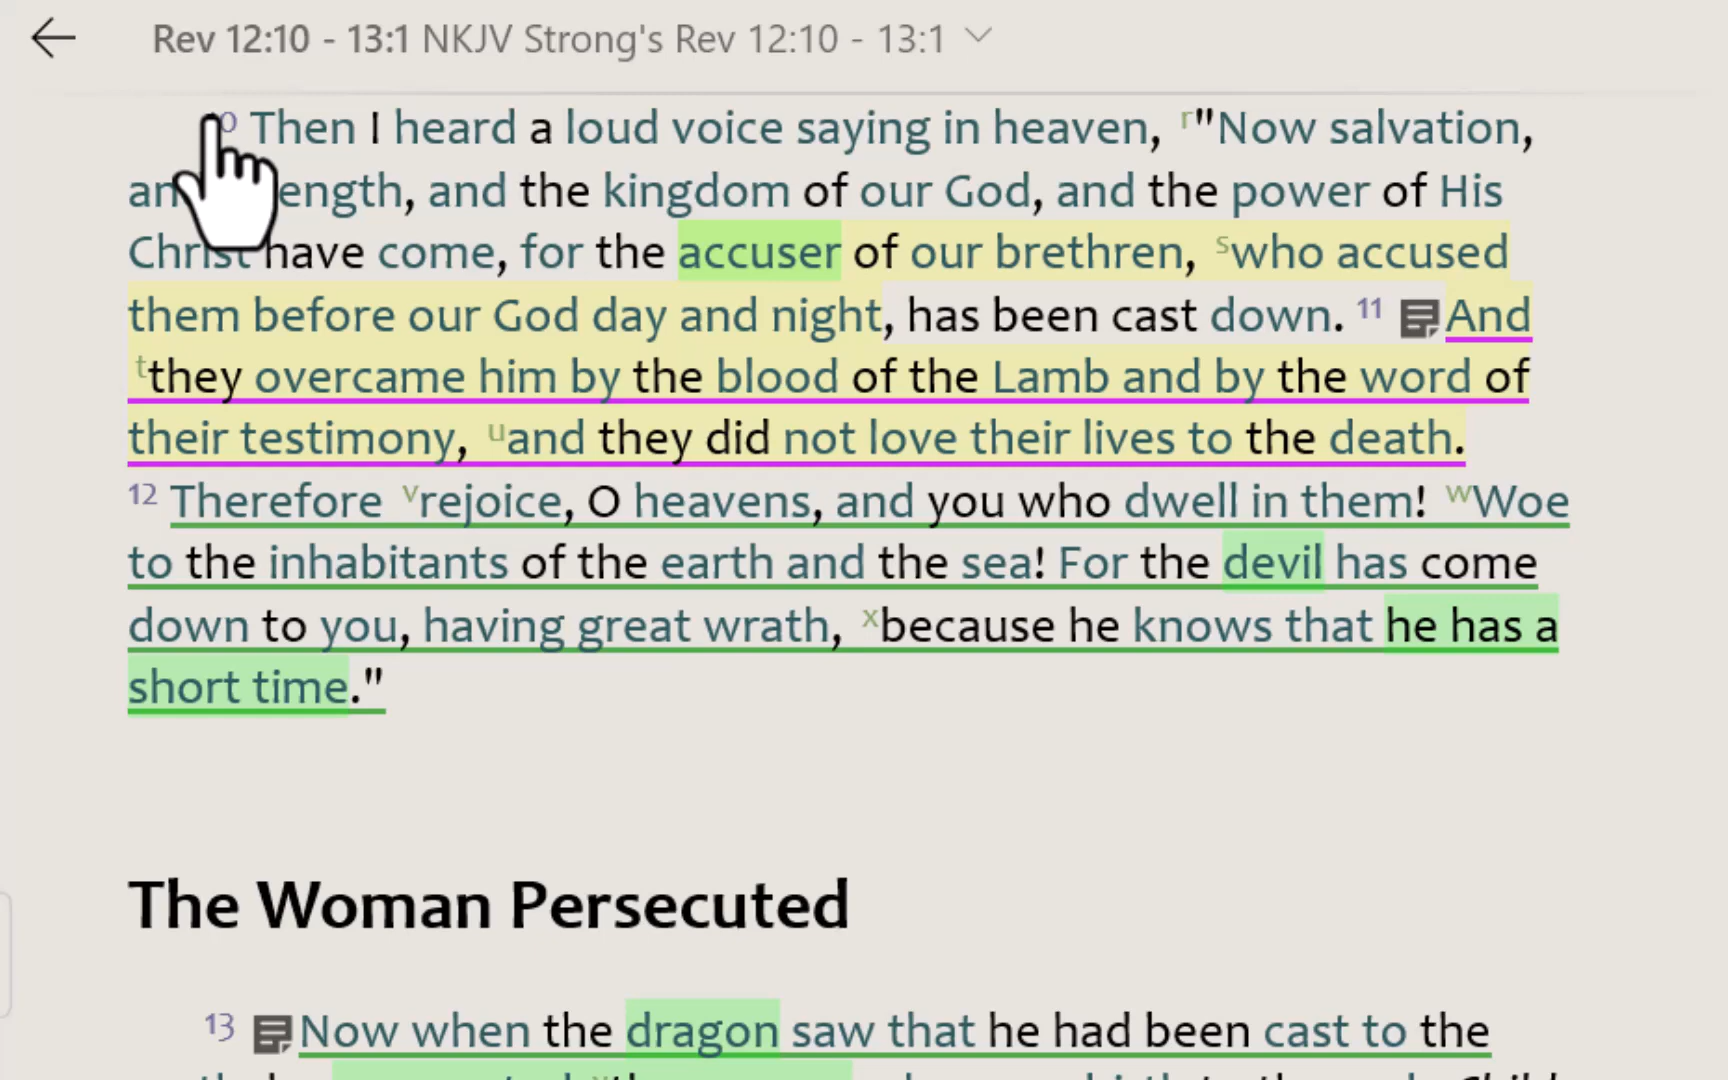 Rev 12:10 - 13:1 NKJV Strong's Rev 12:10 - 13:1
Then I heard a loud voice saying in heaven, r"Now salvation,
and strength, and the kingdom of our God, and the power of His
Christ have come, for the accuser of our brethren, s who accused
them before our God day and night, has been cast down. 11 And
t they overcame him by the blood of the Lamb and by the word of
their testimony, u and they did not love their lives to the death.
12 Therefore v rejoice, O heavens, and you who dwell in them! w Woe
to the inhabitants of the earth and the sea! For the devil has come
down to you, having great wrath, x because he knows that he has a
short time."
The Woman Persecuted
13 Now when the dragon saw that he had been cast to the